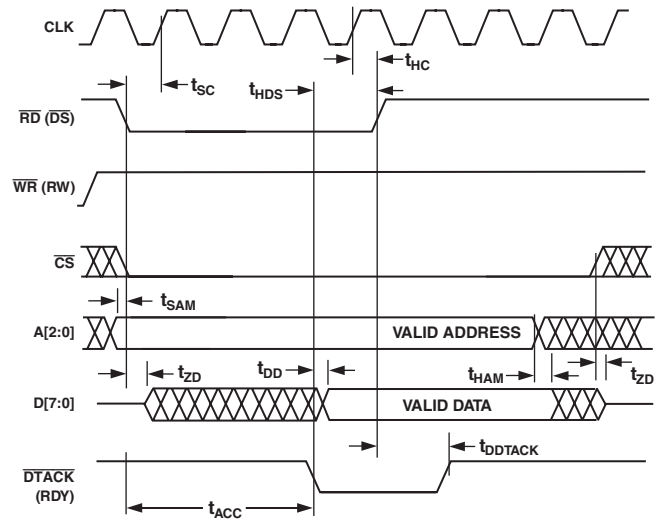 CLK
tHC
tSC
tHDS
RD (DS)
WR (RW)
CS
tSAM
A[2:0]
VALID ADDRESS
tZD
tDD
tHAM
tZD
D[7:0]
VALID DATA
tDDTACK
DTACK
(RDY)
tACC